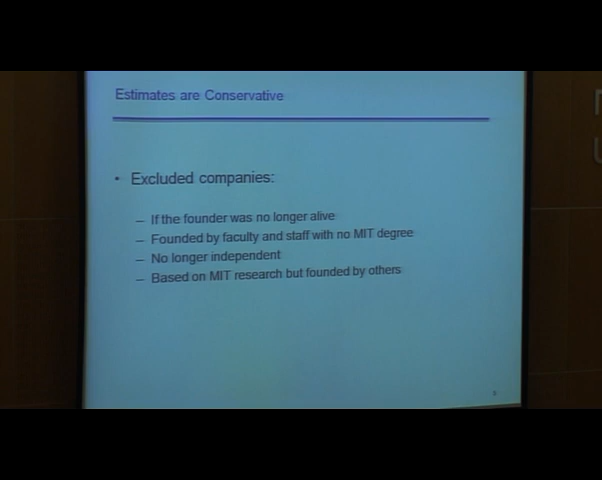 Estimates are Conservative
• Excluded companies:
– If the founder was no longer alive
– Founded by faculty and staff with no MIT degree
– No longer independent
– Based on MIT research but founded by others